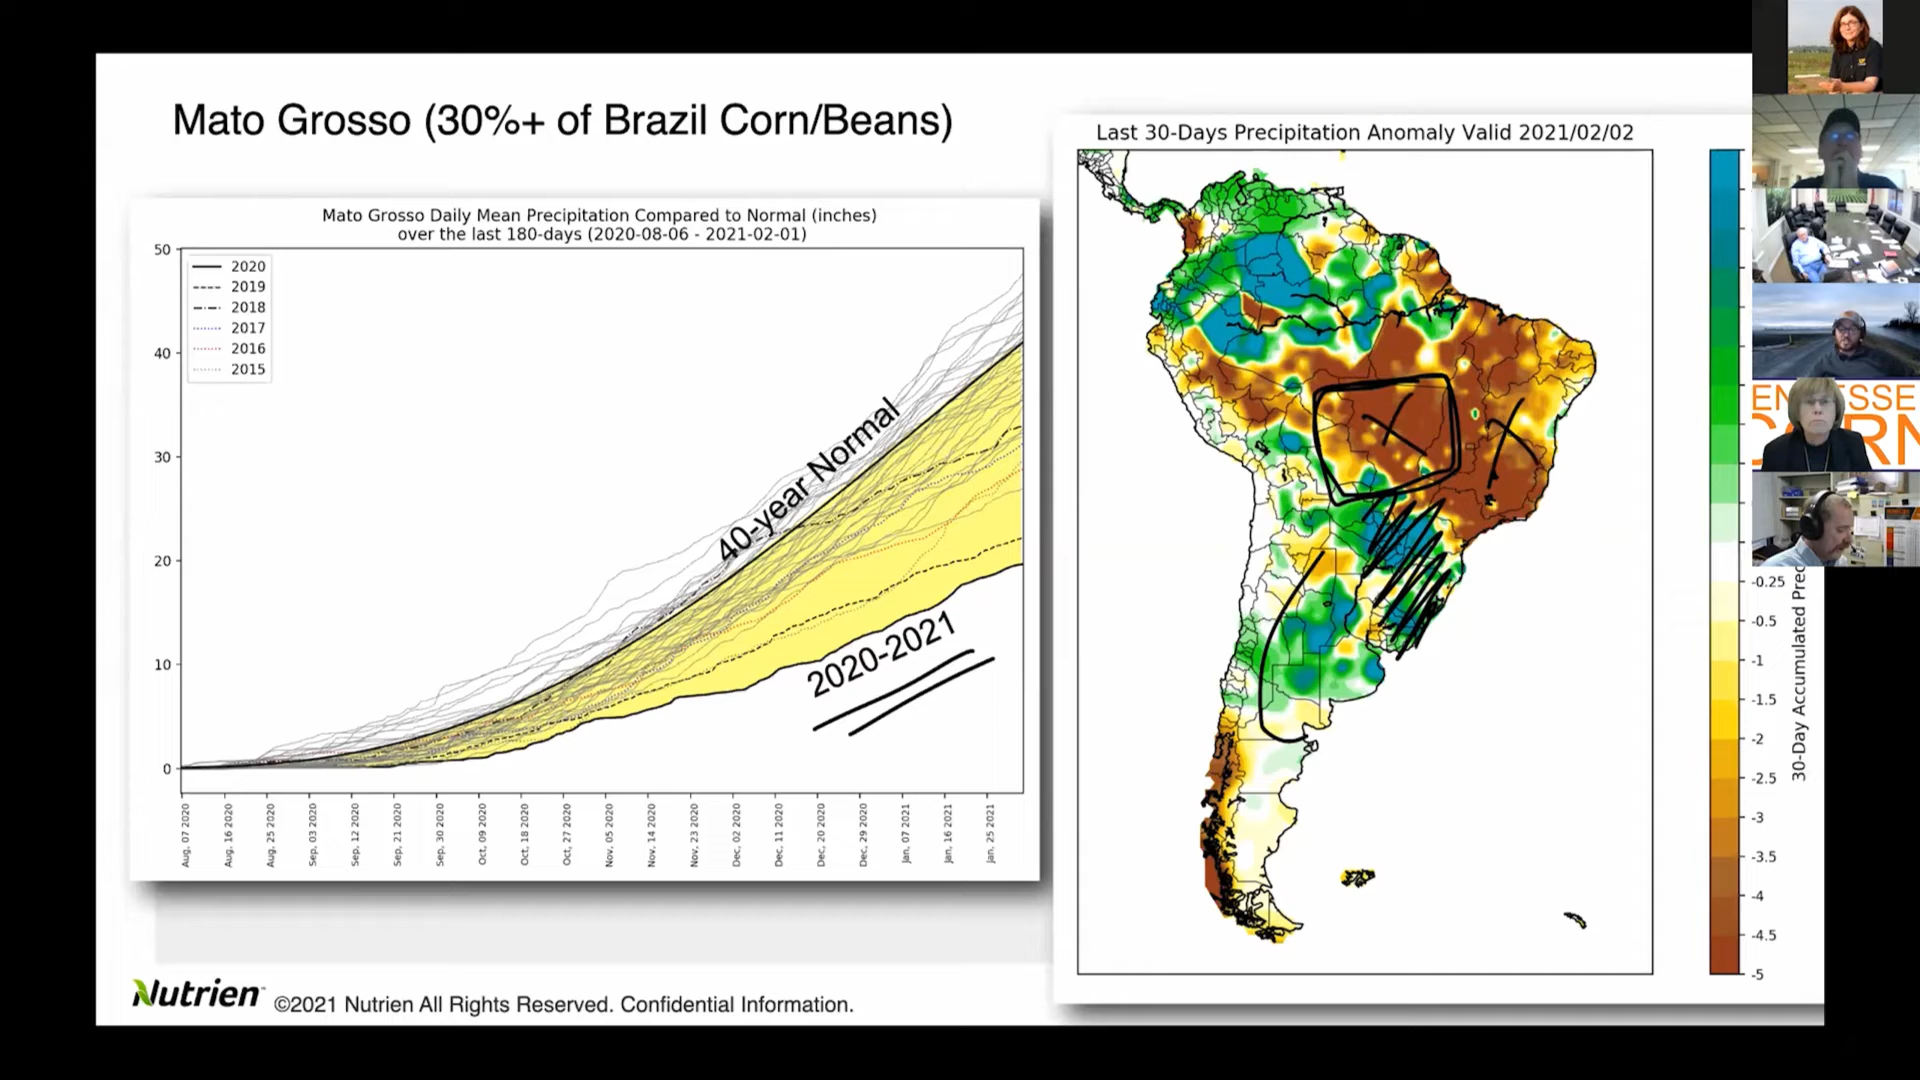 Mato Grosso (30%+ of Brazil Corn/Beans)
Mato Grosso Daily Mean Precipitation Compared to Normal (inches)
over the last 180-days (2020-08-06 - 2021-02-01)
50
40
30
20
10
0
2020
2019
2018
2017
2016
2015
40-year Normal
2020-2021
Aug, 07 2020
Aug, 16 2020
Aug, 25 2020
Sep, 03 2020
Sep, 12 2020
Sep, 21 2020
Sep, 30 2020
Oct, 09 2020
Oct, 18 2020
Oct, 27 2020
Nov, 05 2020
Nov, 14 2020
Nov, 23 2020
Dec, 02 2020
Dec, 11 2020
Dec, 20 2020
Dec, 29 2020
Jan, 07 2021
Jan, 16 2021
Jan, 25 2021
Last 30-Days Precipitation Anomaly Valid 2021/02/02
-0.25
-0.5
-1
-1.5
-2
-2.5
-3
-3.5
-4
-4.5
-5
30-Day Accumulated Prec
ENNESSE
CORN
Nutrien ©2021 Nutrien All Rights Reserved. Confidential Information.